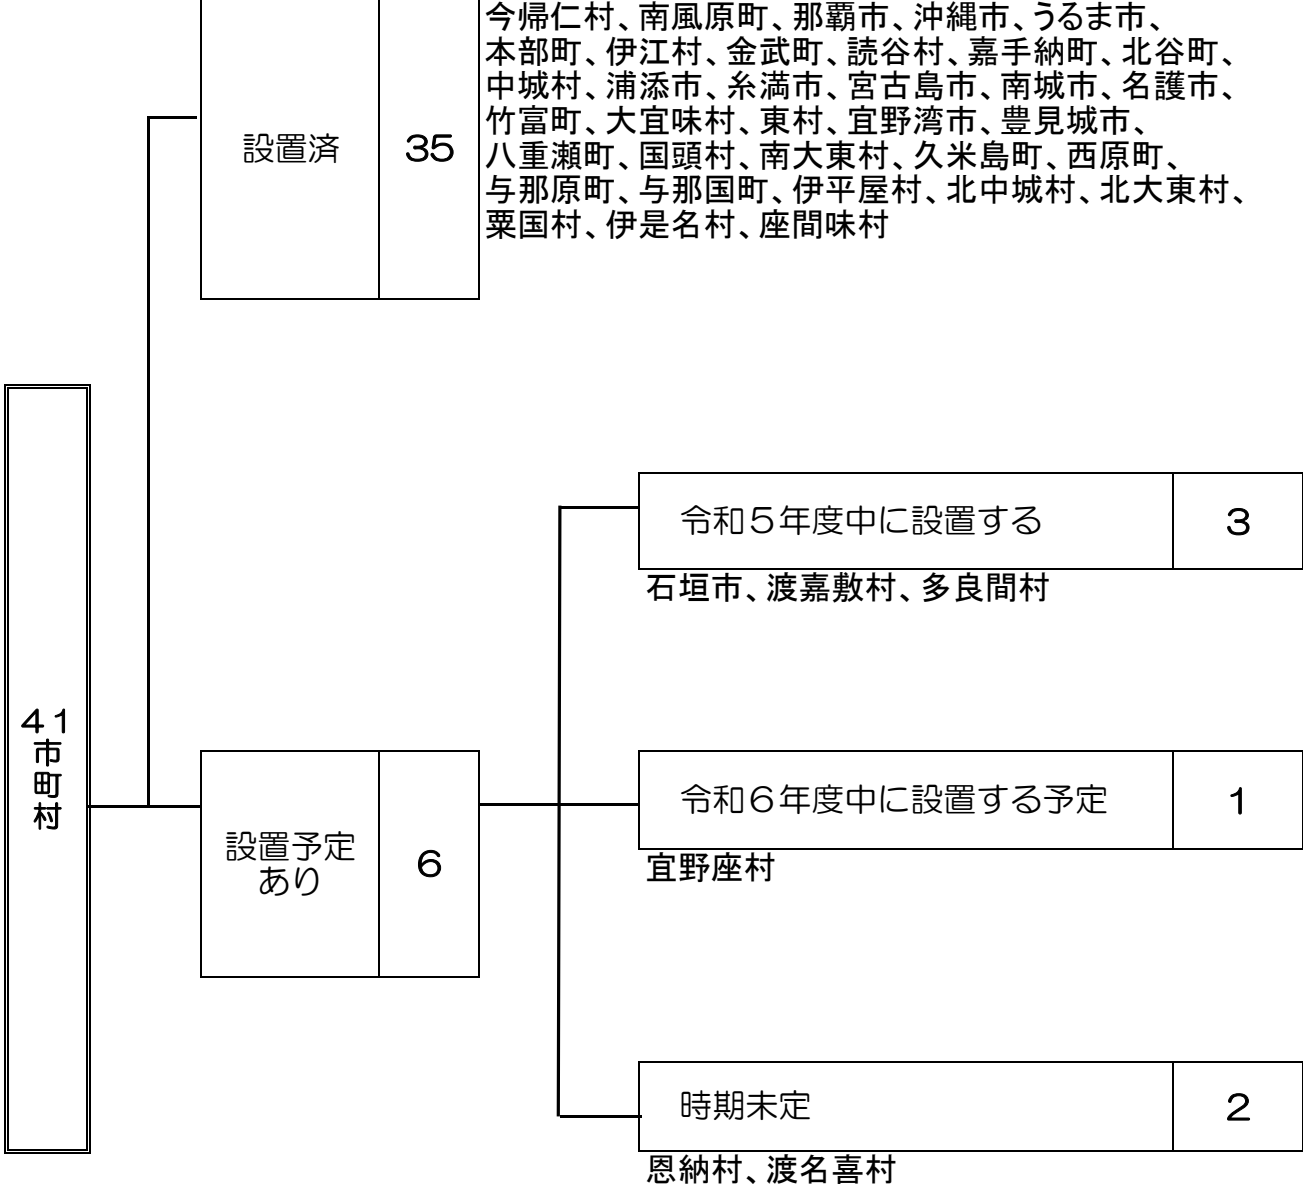 今帰仁村、南風原町、那覇市、沖縄市、うるま市、
本部町、伊江村、金武町、読谷村、嘉手納町、北谷町、
中城村、浦添市、糸満市、宮古島市、南城市、名護市、
竹富町、大宜味村、東村、宜野湾市、豊見城市、
八重瀬町、国頭村、南大東村、久米島町、西原町、
与那原町、与那国町、伊平屋村、北中城村、北大東村、
粟国村、伊是名村、座間味村
設置済
35
令和５年度中に設置する
3
石垣市、渡嘉敷村、多良間村
４１市町村
設置予定
あり
6
令和６年度中に設置する予定
1
宜野座村
時期未定
2
恩納村、渡名喜村